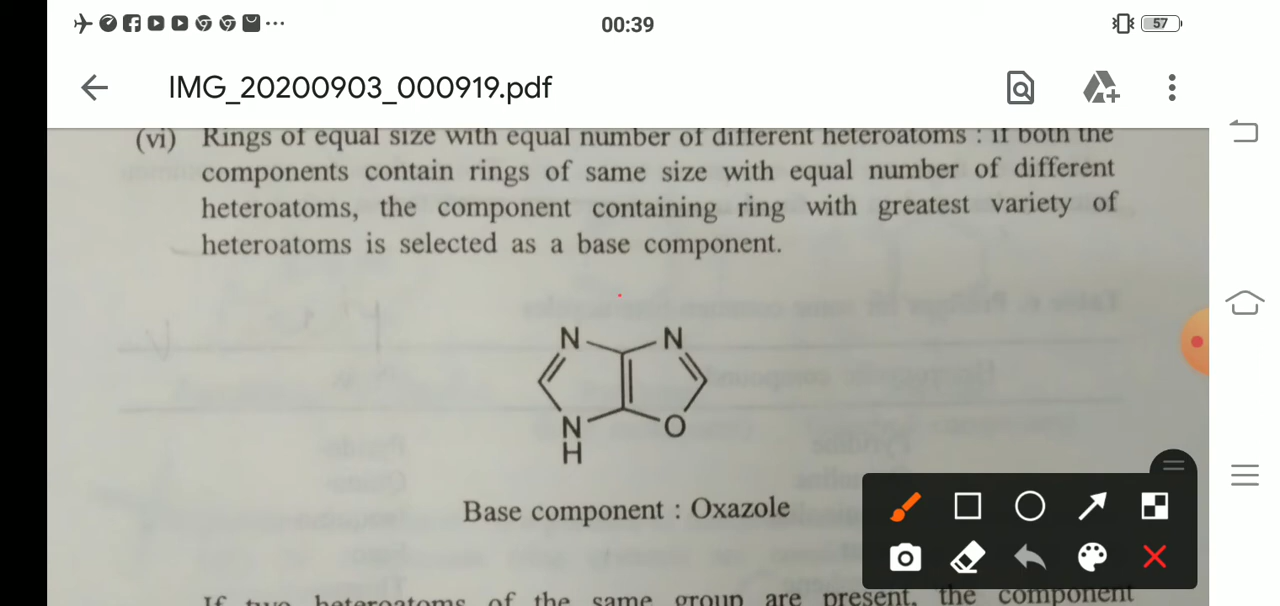 00:39
57
IMG_20200903_000919.pdf
(vi) Rings of equal size with equal number of different heteroatoms : if both the
components contain rings of same size with equal number of different
heteroatoms, the component containing ring with greatest variety of
heteroatoms is selected as a base component.
N N
N O
H
Base component : Oxazole
If two heteroatoms of the same group are present, the component